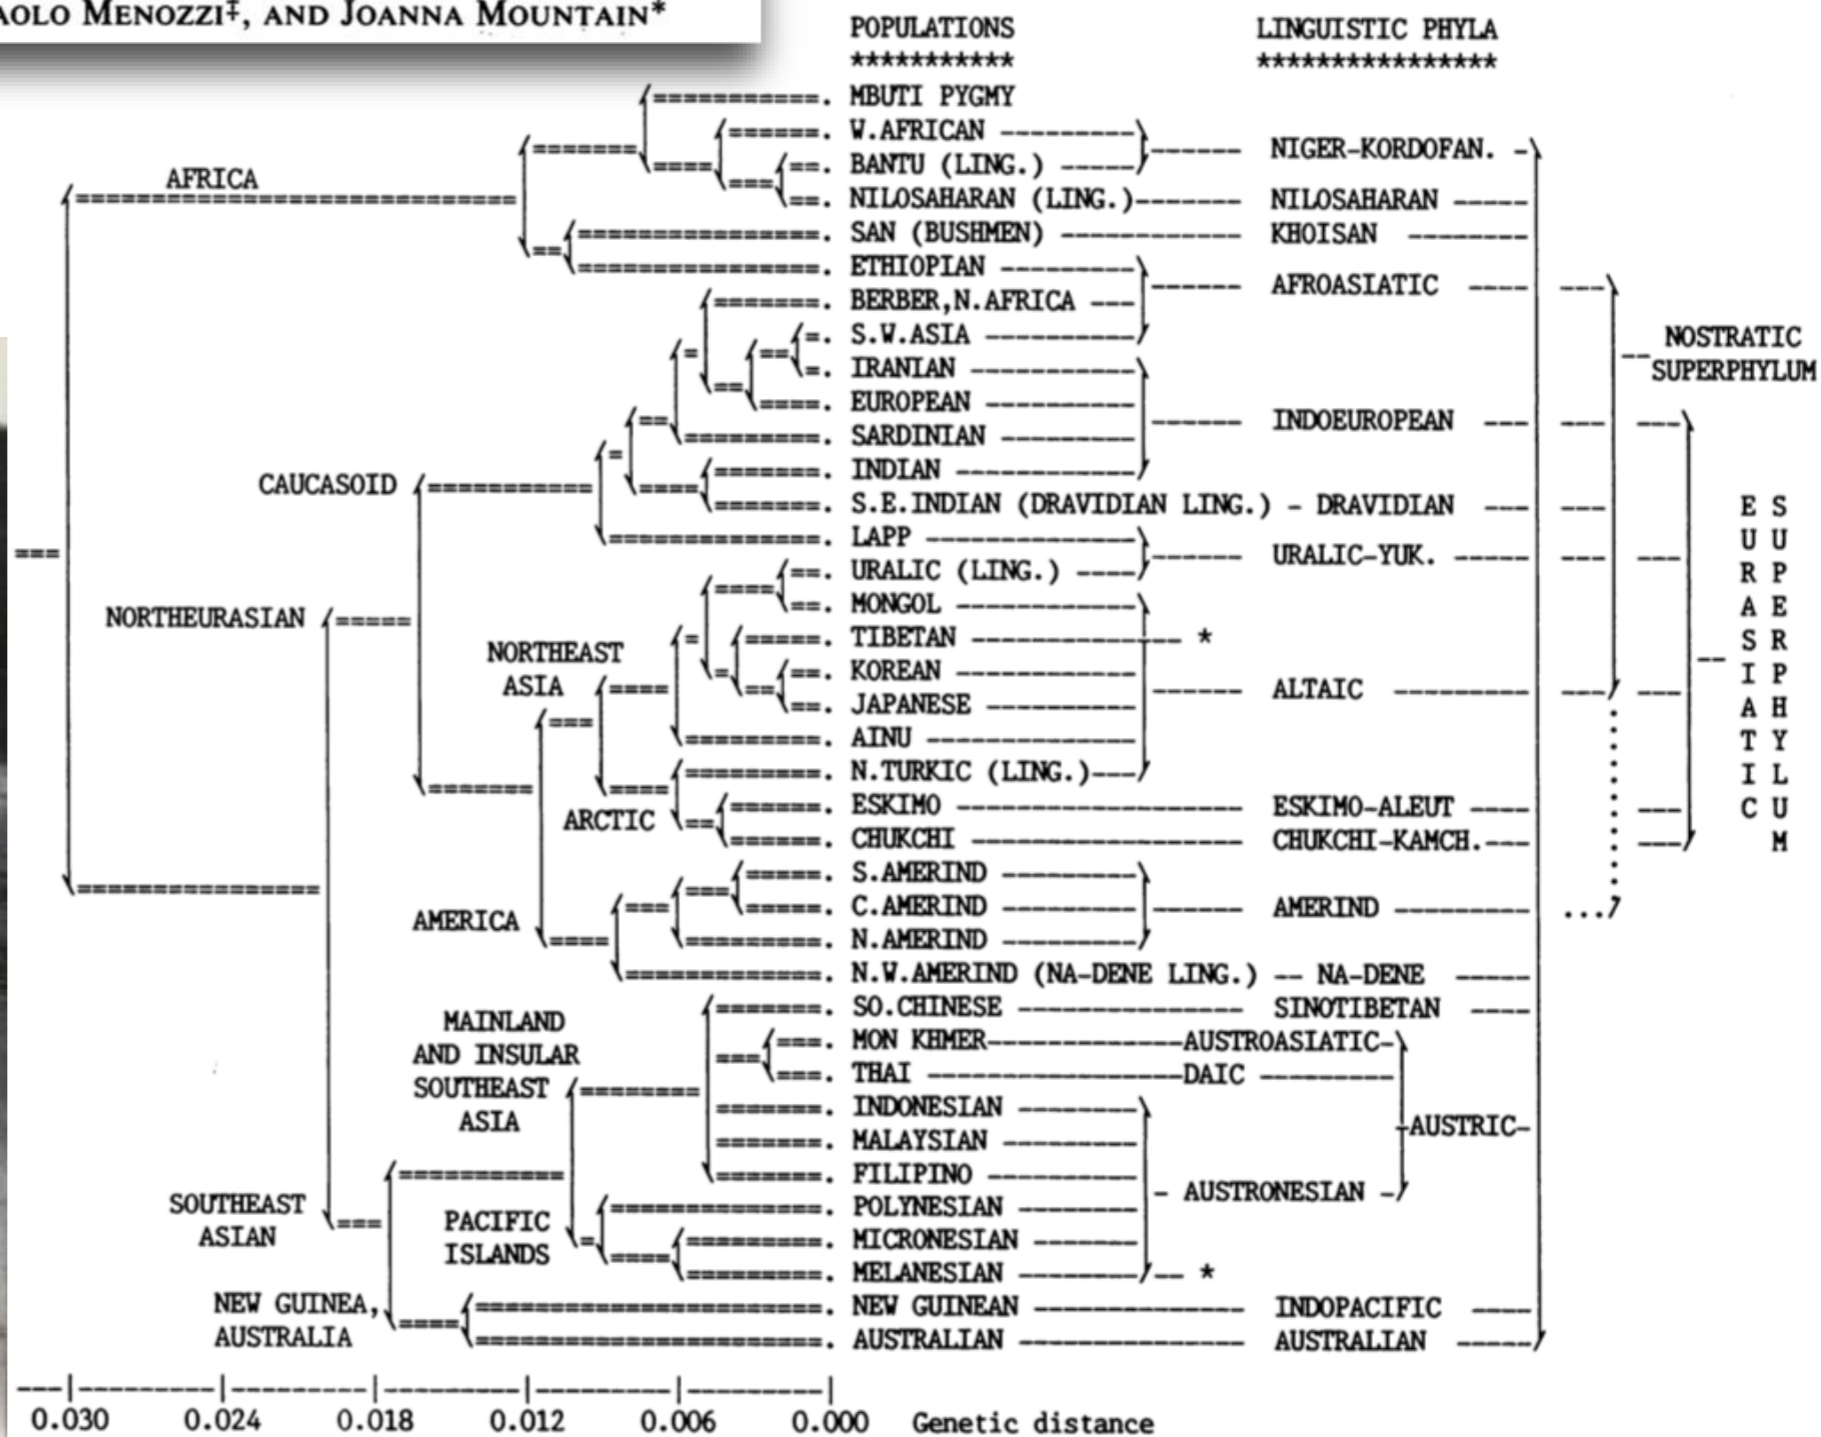 AOLO MENOZZI‡, AND JOANNA MOUNTAIN*
POPULATIONS LINGUISTIC PHYLA
*********** ****************
MBUTI PYGMY
W.AFRICAN
NIGER-KORDOFAN.
BANTU (LING.)
AFRICA
NILOSAHARAN (LING.) NILOSAHARAN
SAN (BUSHMEN) KHOISAN
ETHIOPIAN
AFROASIATIC
BERBER,N.AFRICA
S.W.ASIA
NOSTRATIC
SUPERPHYLUM
IRANIAN
EUROPEAN
INDOEUROPEAN
SARDINIAN
INDIAN
CAUCASOID
S.E.INDIAN (DRAVIDIAN LING.) - DRAVIDIAN
LAPP
URALIC-YUK.
URALIC (LING.)
MONGOL
NORTHEURASIAN
TIBETAN *
NORTHEAST
ASIA
KOREAN
ALTAIC
JAPANESE
AINU
N.TURKIC (LING.)
ESKIMO ESKIMO-ALEUT
ARCTIC
CHUKCHI CHUKCHI-KAMCH.
EURASIATIC
SUPERPHYLUM
S.AMERIND
C.AMERIND AMERIND
AMERICA
N.AMERIND
N.W.AMERIND (NA-DENE LING.) -- NA-DENE
SO.CHINESE SINOTIBETAN
MAINLAND
AND INSULAR
SOUTHEAST
ASIA
MON KHMER AUSTROASIATIC
THAI DAIC
INDONESIAN
AUSTRIC
MALAYSIAN
FILIPINO
AUSTRONESIAN
POLYNESIAN
SOUTHEAST
ASIAN
PACIFIC
ISLANDS
MICRONESIAN
MELANESIAN *
NEW GUINEA,
AUSTRALIA
NEW GUINEAN INDOPACIFIC
AUSTRALIAN AUSTRALIAN
0.030 0.024 0.018 0.012 0.006 0.000 Genetic distance